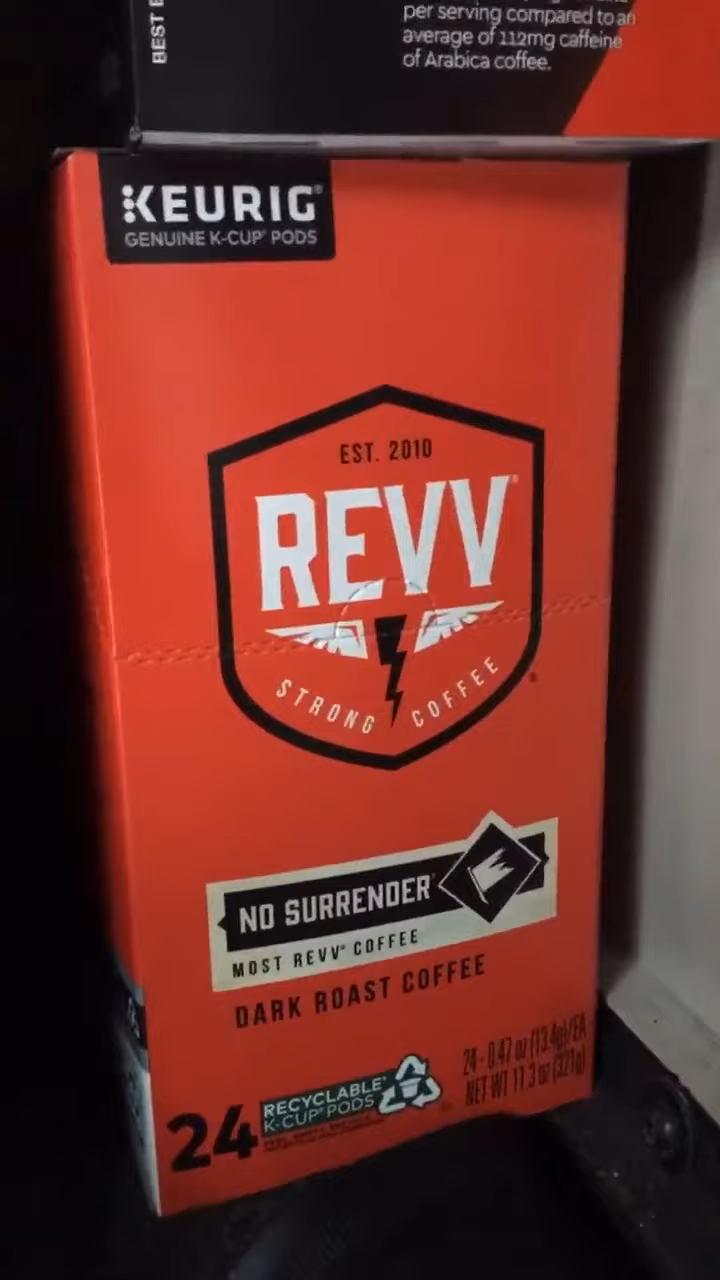 BEST
per serving compared to an
average of 112mg caffeine
of Arabica coffee.
KEURIG®
GENUINE K-CUP® PODS
EST. 2010
REVV®
STRONG COFFEE
NO SURRENDER
MOST REVV® COFFEE
DARK ROAST COFFEE
24 - 0.47 oz (13.4g)/EA
NET WT 11.3 oz (321g)
24
RECYCLABLE*
K-CUP® PODS